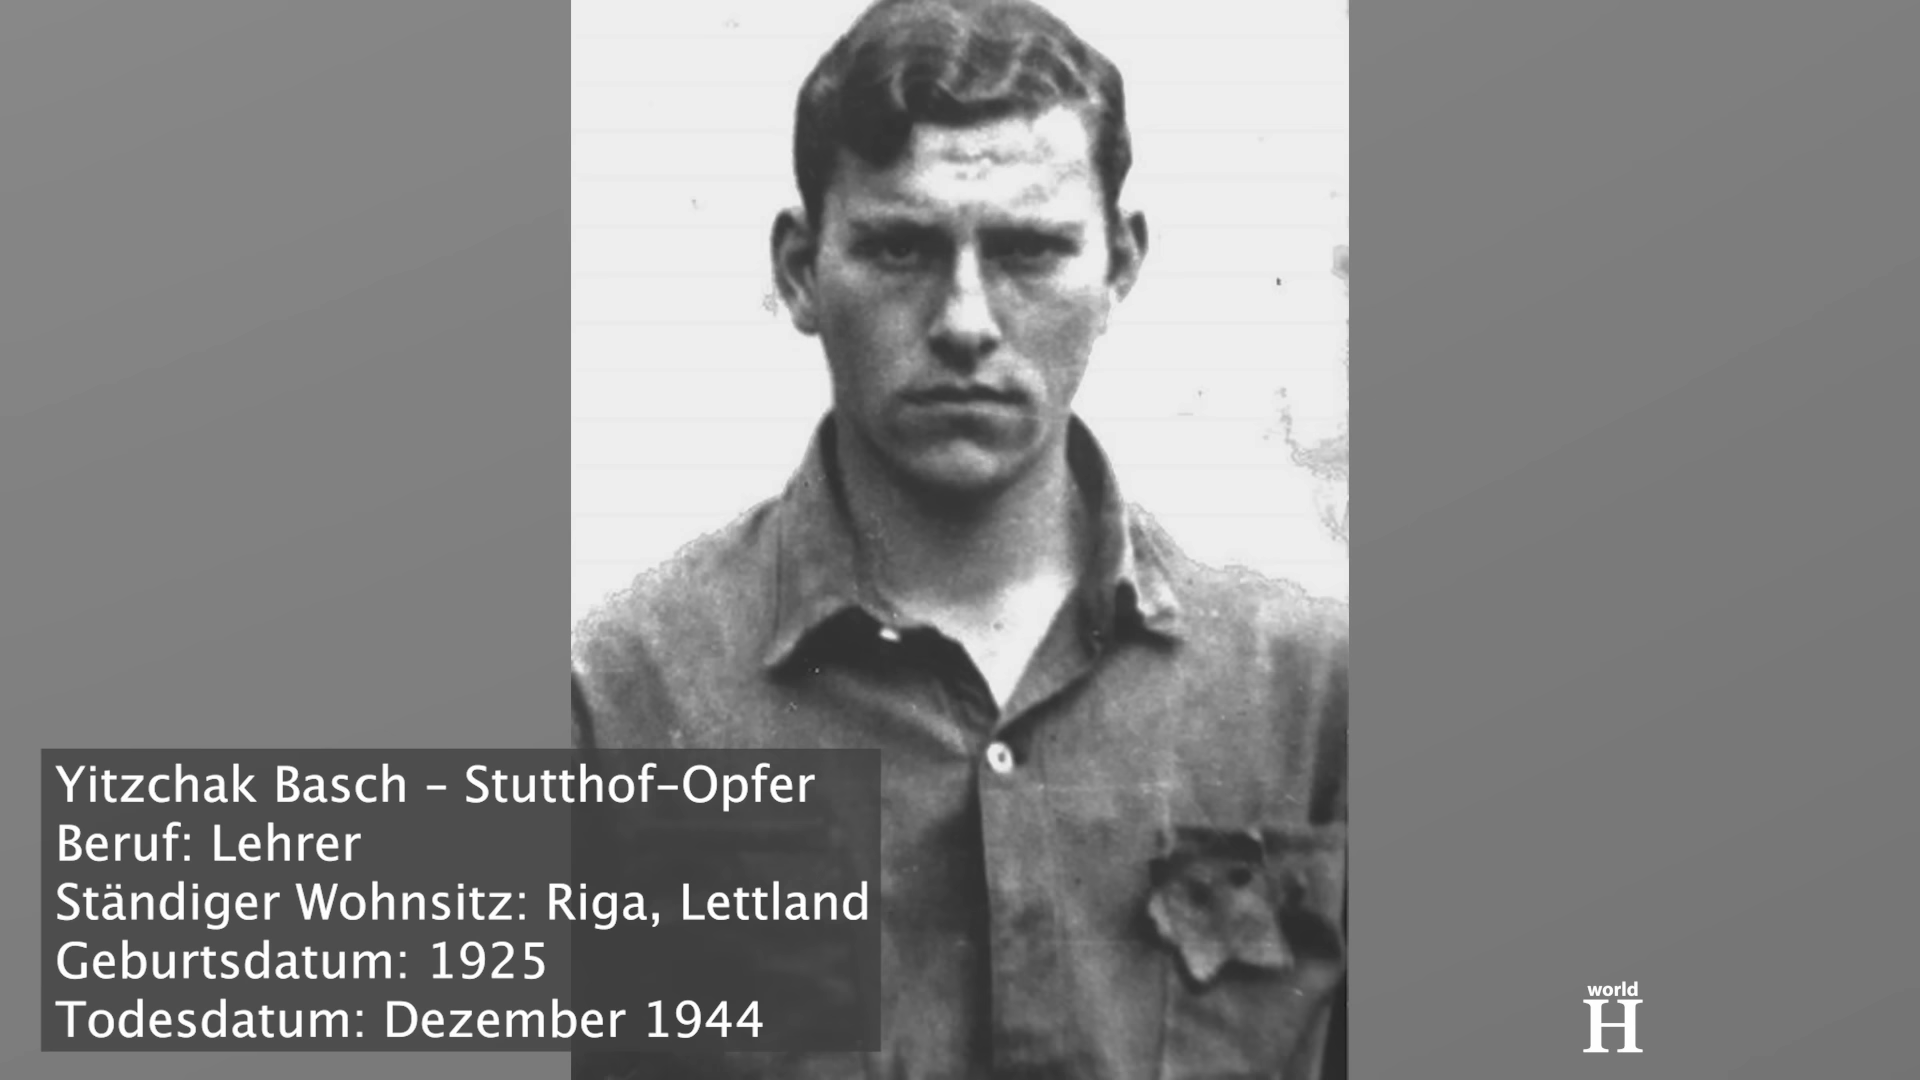 Yitzchak Basch – Stutthof-Opfer
Beruf: Lehrer
Ständiger Wohnsitz: Riga, Lettland
Geburtsdatum: 1925
Todesdatum: Dezember 1944
world
H